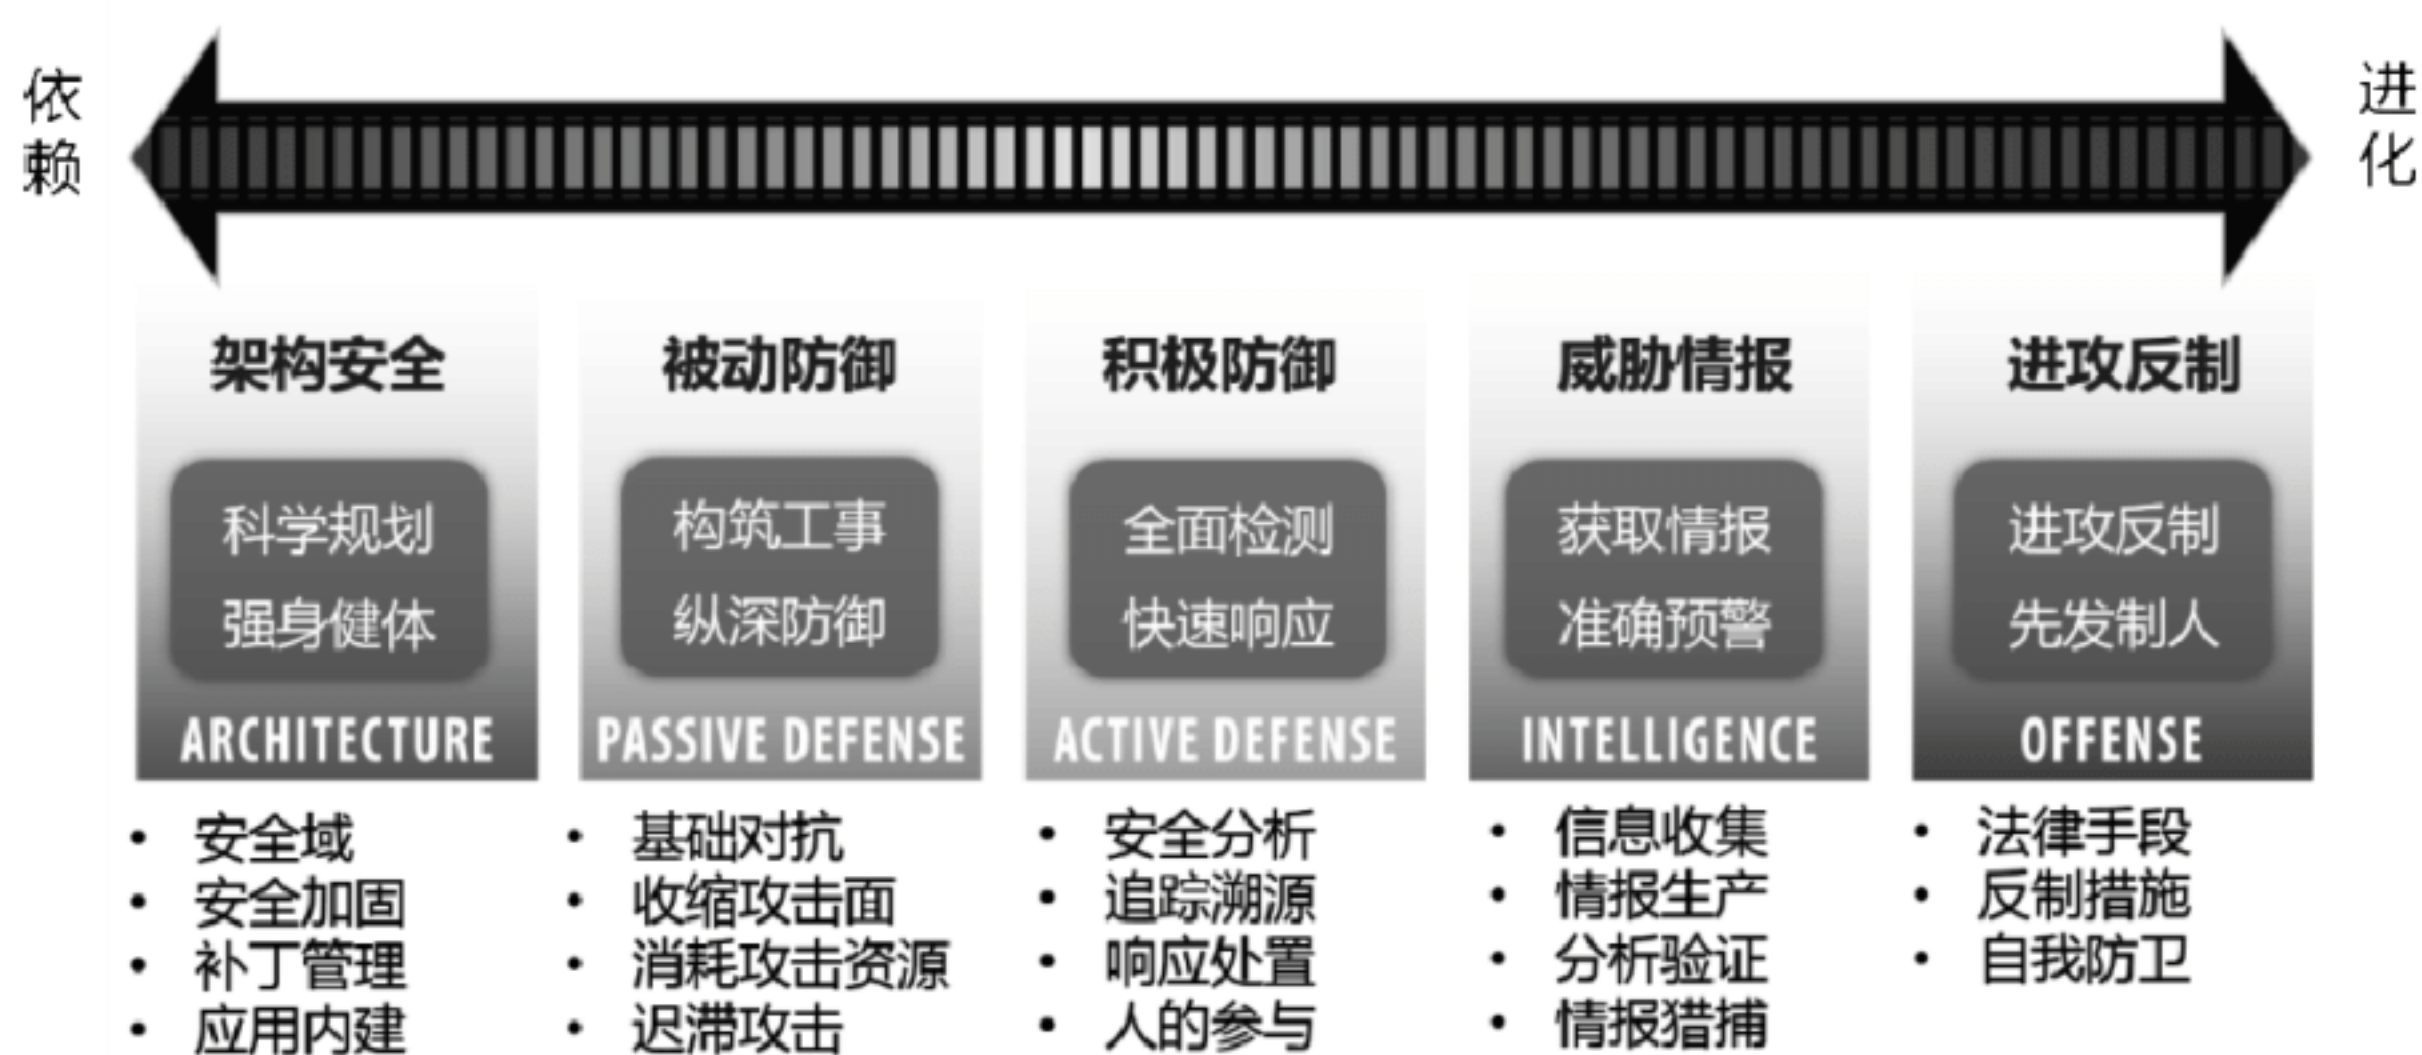 依
赖
进
化
架构安全
科学规划
强身健体
ARCHITECTURE
• 安全域
• 安全加固
• 补丁管理
• 应用内建
被动防御
构筑工事
纵深防御
PASSIVE DEFENSE
• 基础对抗
• 收缩攻击面
• 消耗攻击资源
• 迟滞攻击
积极防御
全面检测
快速响应
ACTIVE DEFENSE
• 安全分析
• 追踪溯源
• 响应处置
• 人的参与
威胁情报
获取情报
准确预警
INTELLIGENCE
• 信息收集
• 情报生产
• 分析验证
• 情报猎捕
进攻反制
进攻反制
先发制人
OFFENSE
• 法律手段
• 反制措施
• 自我防卫